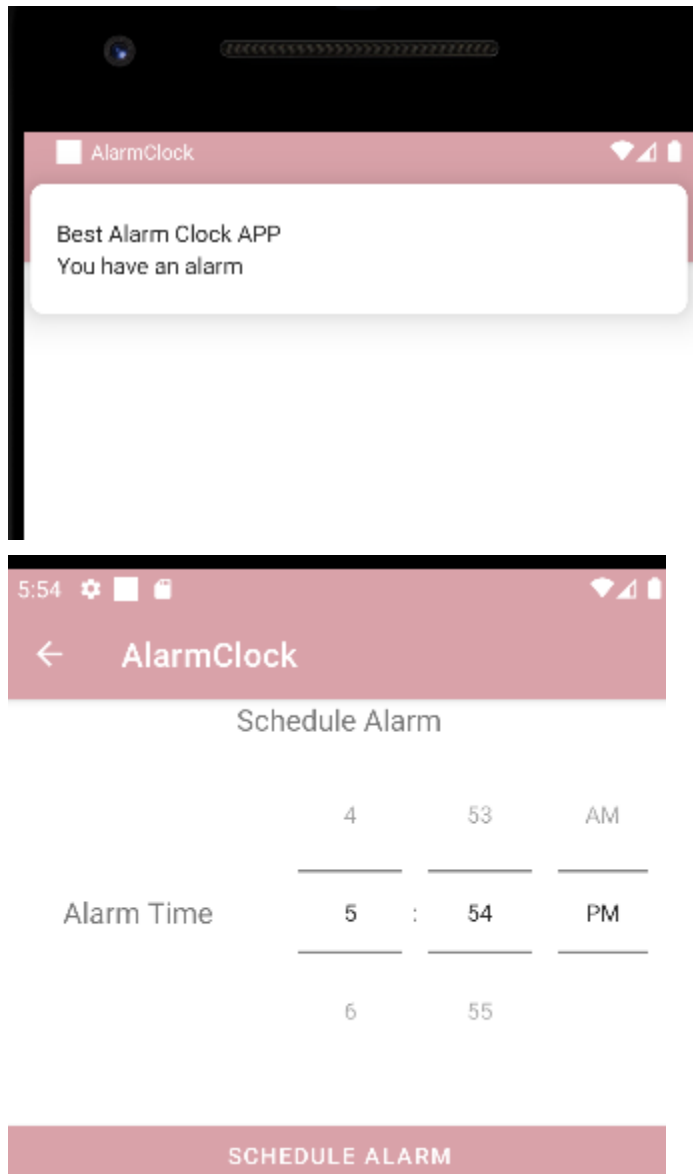 AlarmClock
Best Alarm Clock APP
You have an alarm
5:54
AlarmClock
Schedule Alarm
4 53 AM
Alarm Time 5 : 54 PM
6 55
SCHEDULE ALARM